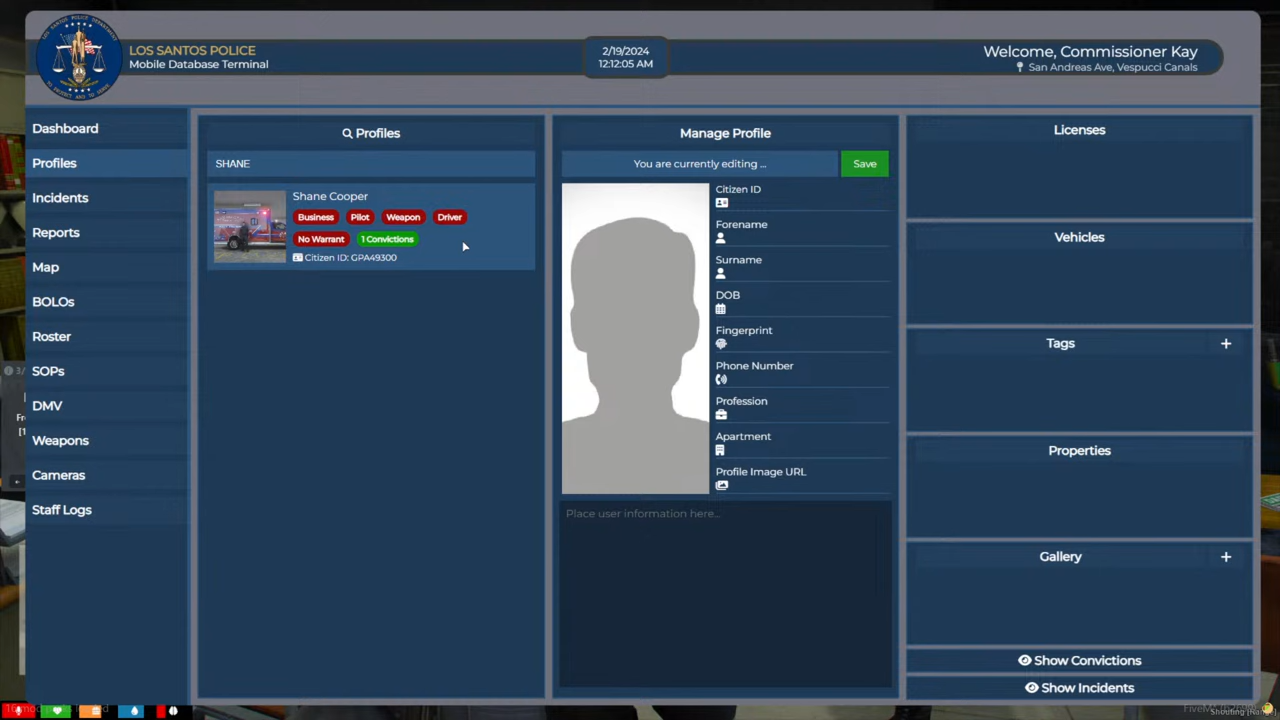 LOS SANTOS POLICE
Mobile Database Terminal
2/19/2024
12:12:05 AM
Welcome, Commissioner Kay
San Andreas Ave, Vespucci Canals
Dashboard
Profiles
Incidents
Reports
Map
BOLOs
Roster
SOPs
DMV
Weapons
Cameras
Staff Logs
Profiles
SHANE
Shane Cooper
Business Pilot Weapon Driver
No Warrant 1 Convictions
Citizen ID: GPA49300
Manage Profile
You are currently editing ... Save
Citizen ID
Forename
Surname
DOB
Fingerprint
Phone Number
Profession
Apartment
Profile Image URL
Place user information here...
Licenses
Vehicles
Tags +
Properties
Gallery +
Show Convictions
Show Incidents